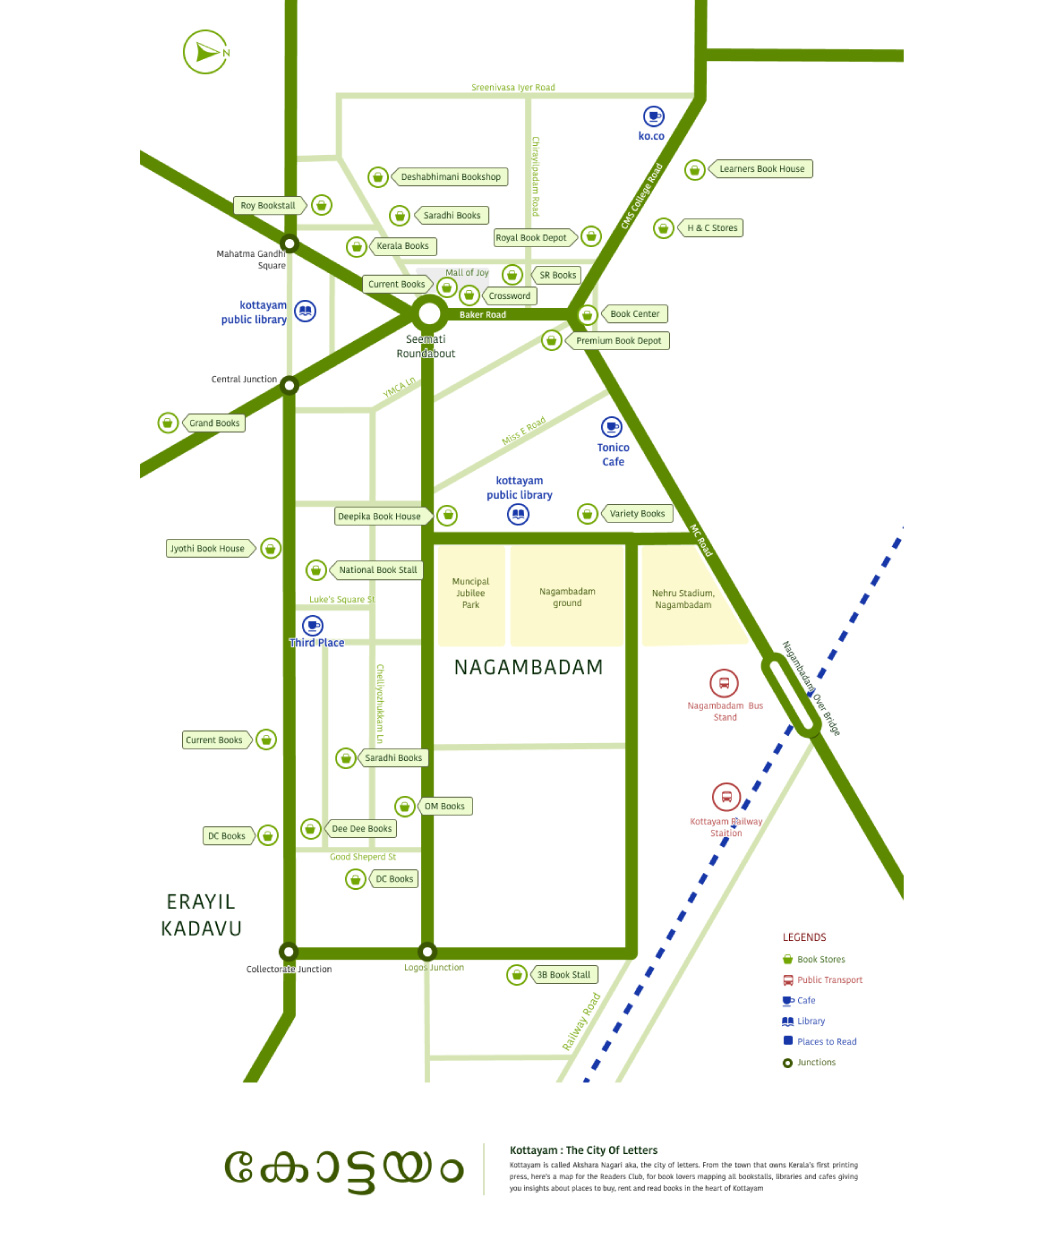 N
Sreenivasa Iyer Road
ko.co
Chirayilpadam Road
CMS College Road
Learners Book House
Deshabhimani Bookshop
Roy Bookstall
Saradhi Books
H & C Stores
Royal Book Depot
Kerala Books
Mahatma Gandhi
Square
Mall of Joy
SR Books
Current Books
Crossword
kottayam
public library
Baker Road
Book Center
Seemati
Roundabout
Premium Book Depot
Central Junction
YMCA Ln
Grand Books
Miss E Road
Tonico
Cafe
kottayam
public library
Deepika Book House
Variety Books
MC Road
Jyothi Book House
National Book Stall
Muncipal
Jubilee
Park
Nagambadam
ground
Nehru Stadium,
Nagambadam
Luke's Square St
Third Place
NAGAMBADAM
Chelliyozhukkam Ln
Nagambadam Over Bridge
Nagambadam Bus
Stand
Current Books
Saradhi Books
OM Books
Kottayam Railway
Staition
Dee Dee Books
DC Books
Good Sheperd St
DC Books
ERAYIL
KADAVU
Collectorate Junction
Logos Junction
3B Book Stall
Railway Road
LEGENDS
Book Stores
Public Transport
Cafe
Library
Places to Read
Junctions
കോട്ടയം
Kottayam : The City Of Letters
Kottayam is called Akshara Nagari aka, the city of letters. From the town that owns Kerala's first printing
press, here's a map for the Readers Club, for book lovers mapping all bookstalls, libraries and cafes giving
you insights about places to buy, rent and read books in the heart of Kottayam